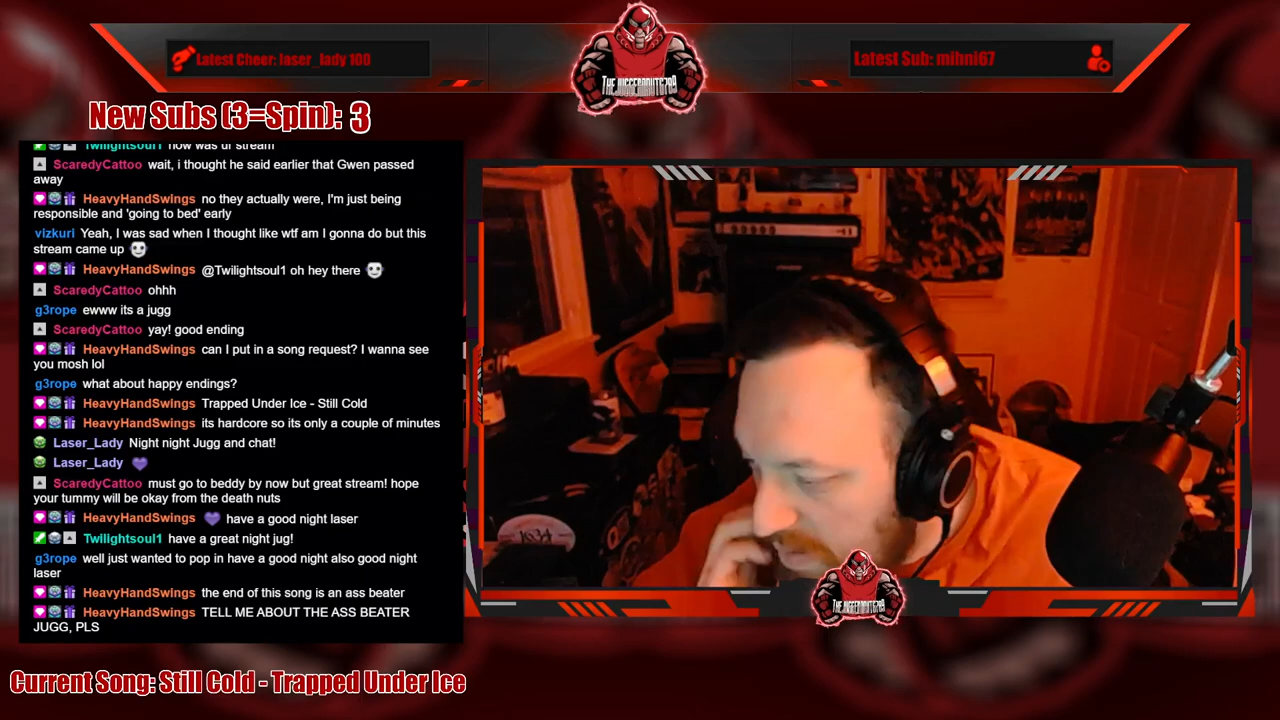 Latest Cheer: laser_lady 100
THEJUGGERNAUT6789
Latest Sub: mihni67
New Subs (3=Spin): 3
Twilightsoul1 how was ur stream
ScaredyCattoo wait, i thought he said earlier that Gwen passed
away
HeavyHandSwings no they actually were, I'm just being
responsible and 'going to bed' early
vizkuri Yeah, I was sad when I thought like wtf am I gonna do but this
stream came up
HeavyHandSwings @Twilightsoul1 oh hey there
ScaredyCattoo ohhh
g3rope ewww its a jugg
ScaredyCattoo yay! good ending
HeavyHandSwings can I put in a song request? I wanna see
you mosh lol
g3rope what about happy endings?
HeavyHandSwings Trapped Under Ice - Still Cold
HeavyHandSwings its hardcore so its only a couple of minutes
Laser_Lady Night night Jugg and chat!
Laser_Lady
ScaredyCattoo must go to beddy by now but great stream! hope
your tummy will be okay from the death nuts
HeavyHandSwings have a good night laser
Twilightsoul1 have a great night jug!
g3rope well just wanted to pop in have a good night also good night
laser
HeavyHandSwings the end of this song is an ass beater
HeavyHandSwings TELL ME ABOUT THE ASS BEATER
JUGG, PLS
1634
THEJUGGERNAUT6789
Current Song: Still Cold - Trapped Under Ice